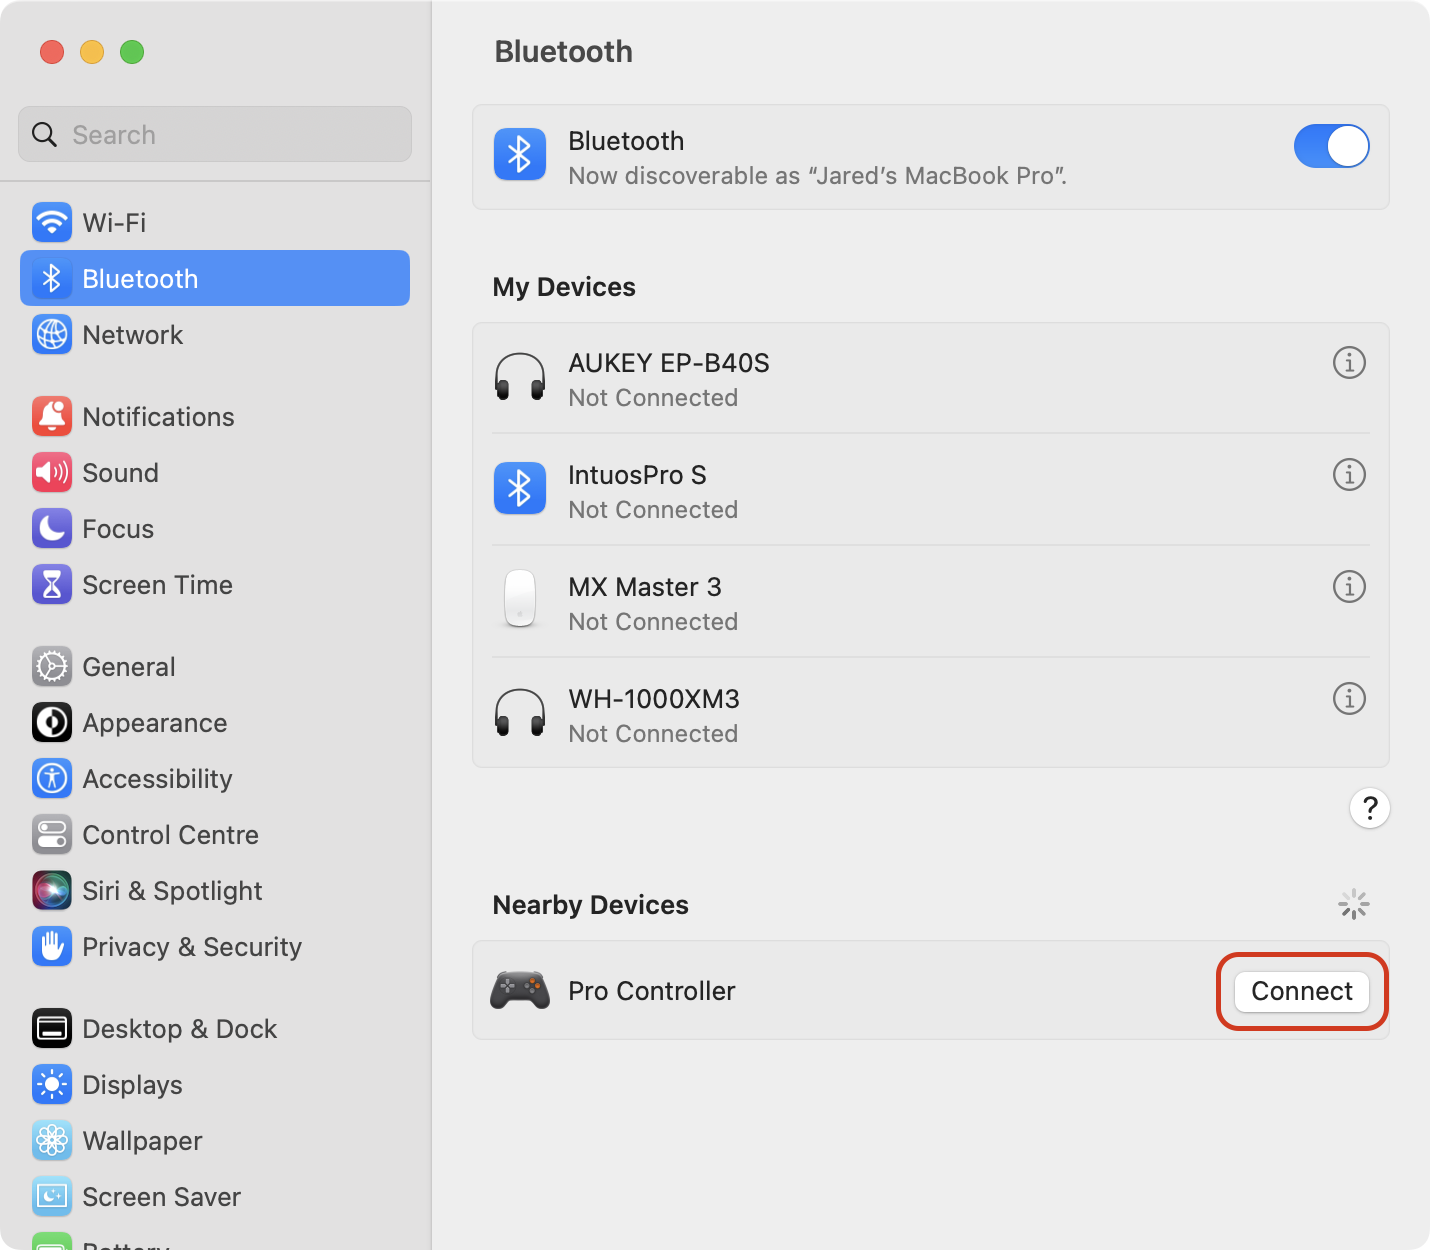 Search
Wi-Fi
Bluetooth
Network
Notifications
Sound
Focus
Screen Time
General
Appearance
Accessibility
Control Centre
Siri & Spotlight
Privacy & Security
Desktop & Dock
Displays
Wallpaper
Screen Saver
Battery
Bluetooth
Bluetooth
Now discoverable as “Jared’s MacBook Pro”.
My Devices
AUKEY EP-B40S
Not Connected
IntuosPro S
Not Connected
MX Master 3
Not Connected
WH-1000XM3
Not Connected
?
Nearby Devices
Pro Controller
Connect